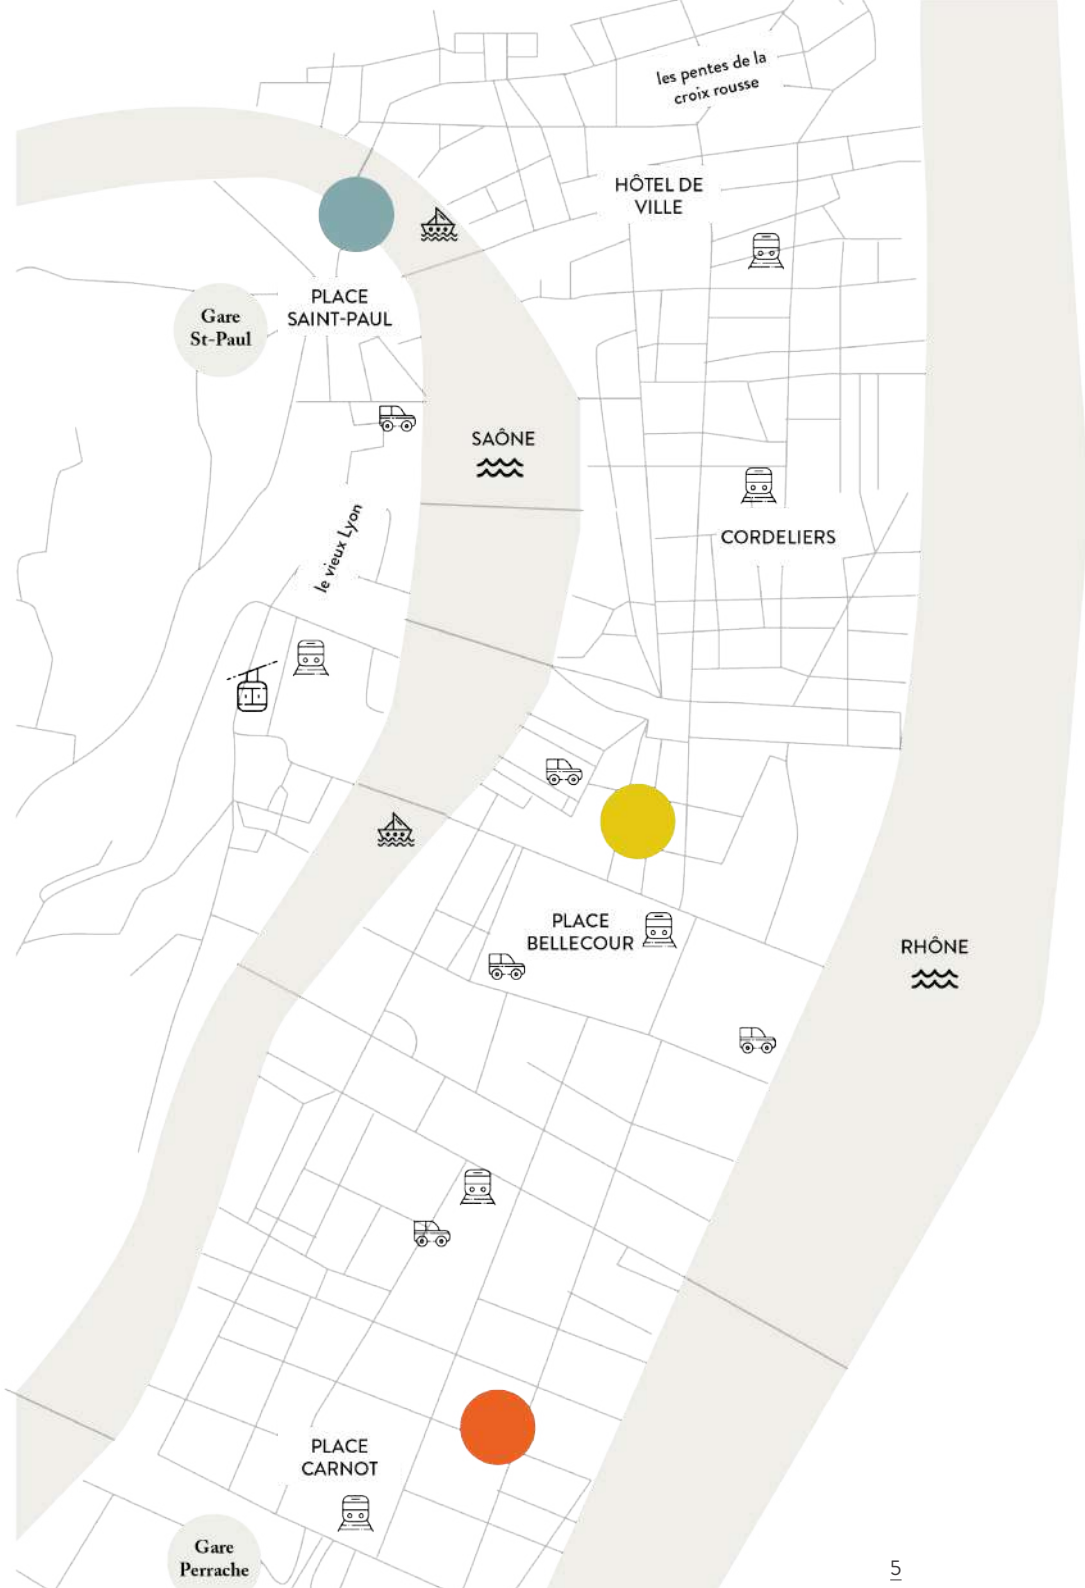 les pentes de la
croix rousse
HÔTEL DE
VILLE
PLACE
SAINT-PAUL
Gare
St-Paul
SAÔNE
le vieux Lyon
CORDELIERS
PLACE
BELLECOUR
RHÔNE
PLACE
CARNOT
Gare
Perrache
5